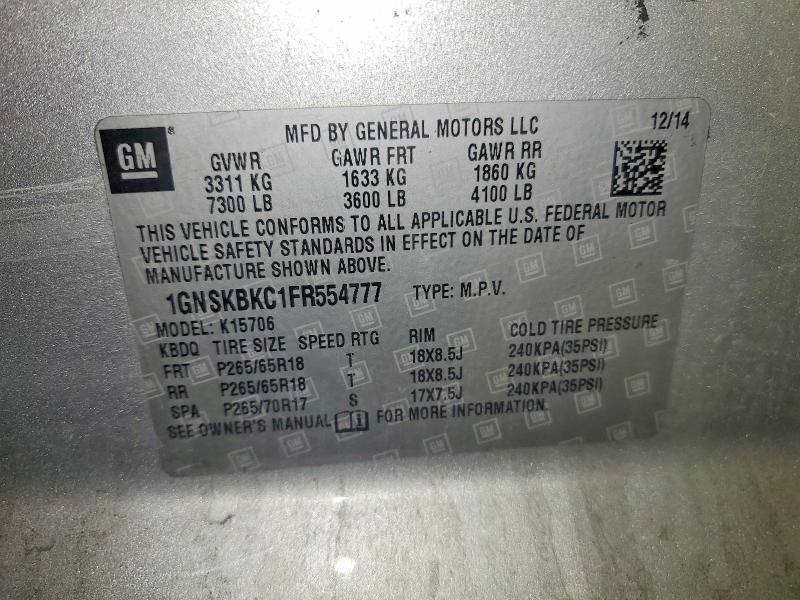 GM® MFD BY GENERAL MOTORS LLC 12/14
GVWR GAWR FRT GAWR RR
3311 KG 1633 KG 1860 KG
7300 LB 3600 LB 4100 LB
THIS VEHICLE CONFORMS TO ALL APPLICABLE U.S. FEDERAL MOTOR
VEHICLE SAFETY STANDARDS IN EFFECT ON THE DATE OF
MANUFACTURE SHOWN ABOVE.
1GNSKBKC1FR554777 TYPE: M.P.V.
MODEL: K15706
KBDQ TIRE SIZE SPEED RTG RIM COLD TIRE PRESSURE
FRT P265/65R18 T 18X8.5J 240KPA(35PSI)
RR P265/65R18 T 18X8.5J 240KPA(35PSI)
SPA P265/70R17 S 17X7.5J 240KPA(35PSI)
SEE OWNER'S MANUAL FOR MORE INFORMATION.